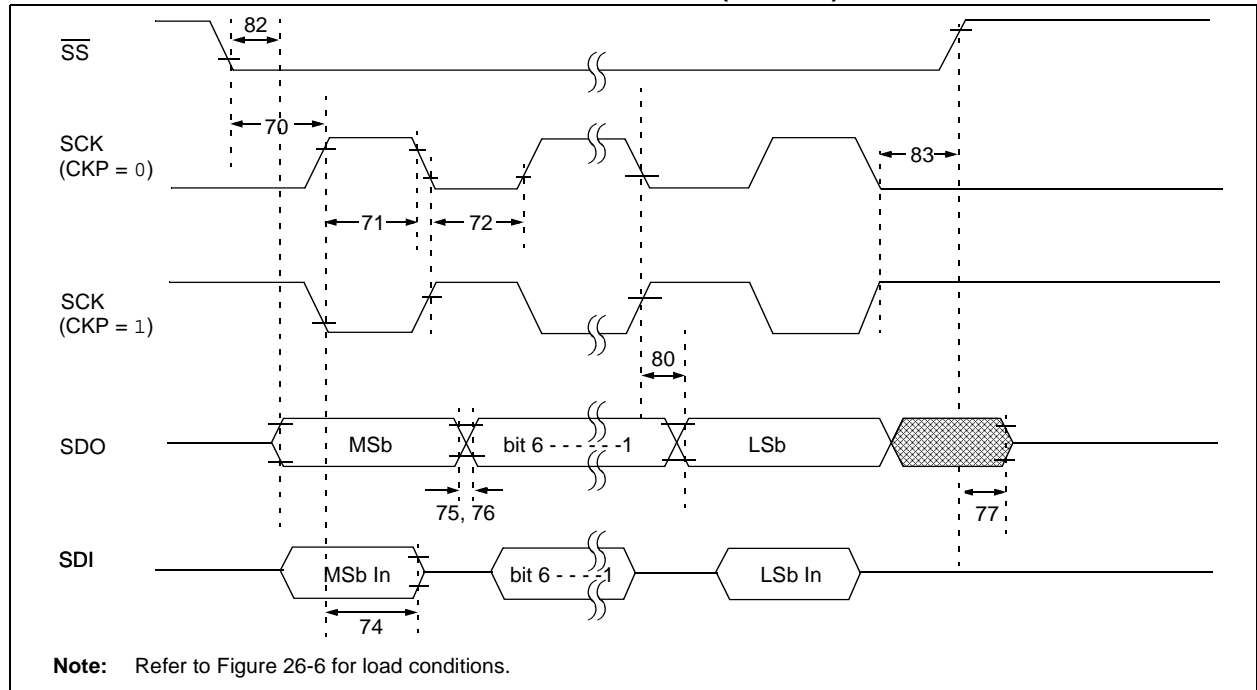 SS
82
70
SCK
(CKP = 0)
83
71
72
SCK
(CKP = 1)
80
SDO
MSb
bit 6 - - - - - -1
LSb
75, 76
77
SDI
MSb In
bit 6 - - - -1
LSb In
74
Note: Refer to Figure 26-6 for load conditions.